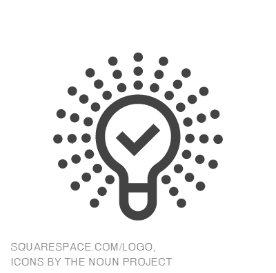 SQUARESPACE.COM/LOGO,
ICONS BY THE NOUN PROJECT